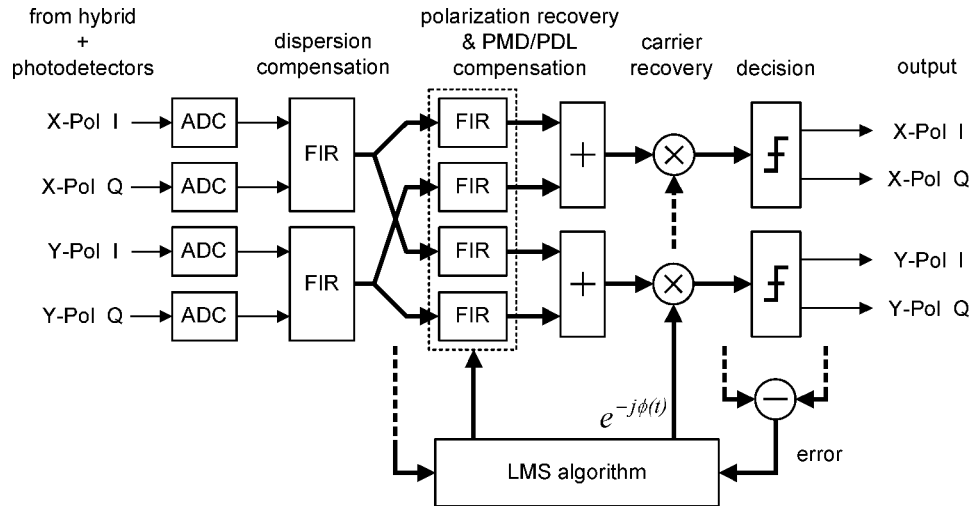 from hybrid
+
photodetectors
dispersion
compensation
polarization recovery
& PMD/PDL
compensation
carrier
recovery
decision
output
X-Pol I
ADC
X-Pol Q
ADC
FIR
Y-Pol I
ADC
Y-Pol Q
ADC
FIR
FIR
FIR
FIR
FIR
+
+
×
×
X-Pol I
X-Pol Q
Y-Pol I
Y-Pol Q
−
e^{-jϕ(t)}
error
LMS algorithm